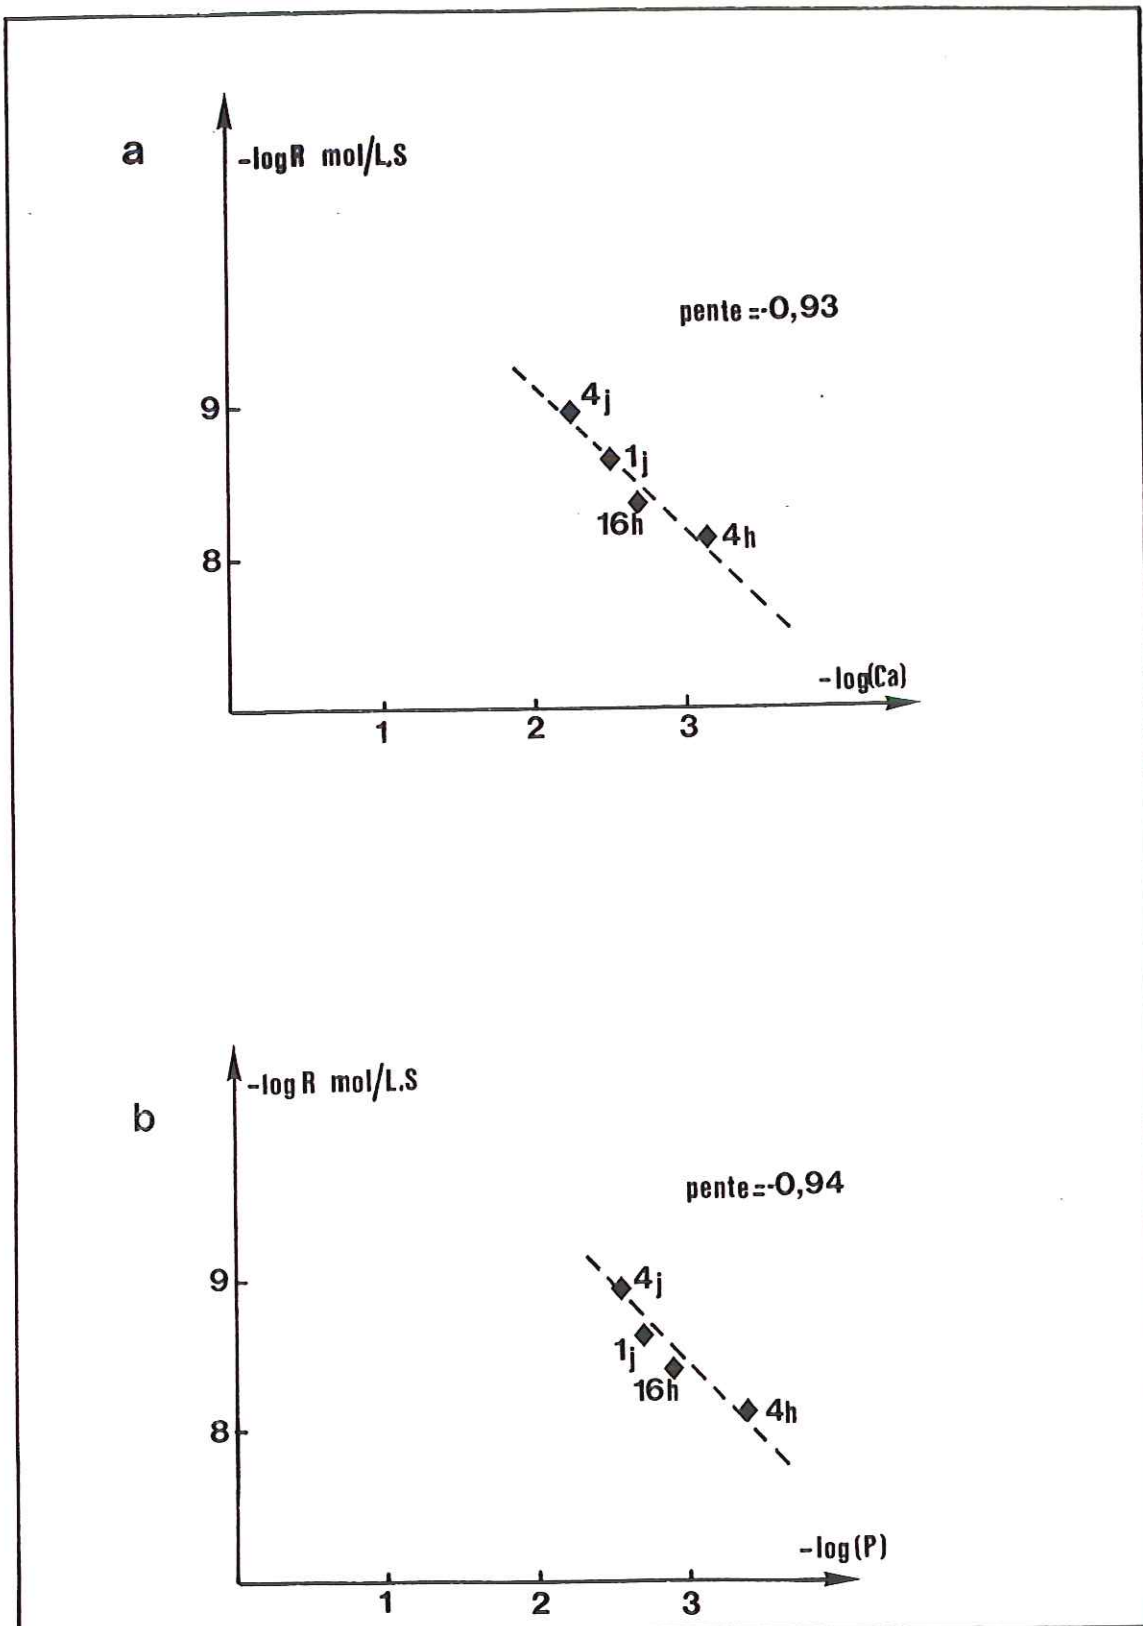 a
-logR mol/L.S
pente =-0,93
9
4j
1j
16h
4h
8
-log(Ca)
1 2 3
b
-logR mol/L.S
pente=-0,94
9
4j
1j
16h
4h
8
-log(P)
1 2 3